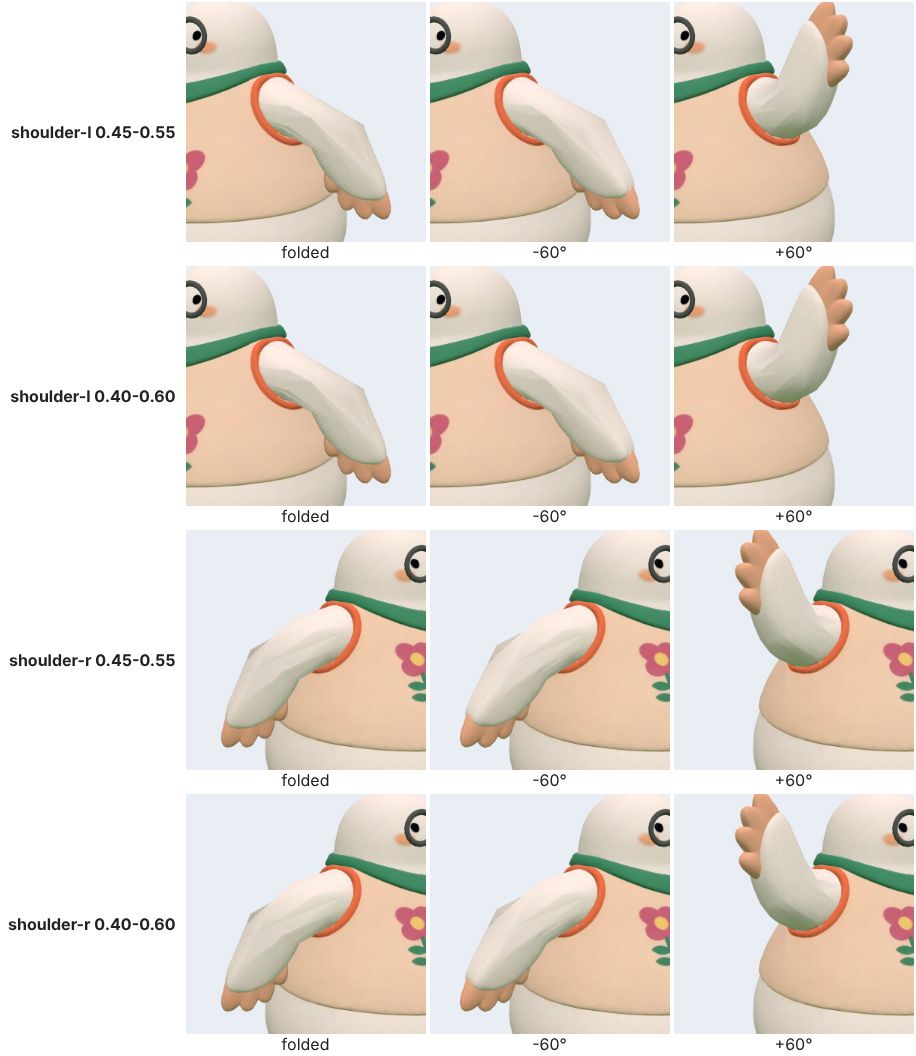 shoulder-l 0.45-0.55
folded
-60°
+60°
shoulder-l 0.40-0.60
folded
-60°
+60°
shoulder-r 0.45-0.55
folded
-60°
+60°
shoulder-r 0.40-0.60
folded
-60°
+60°